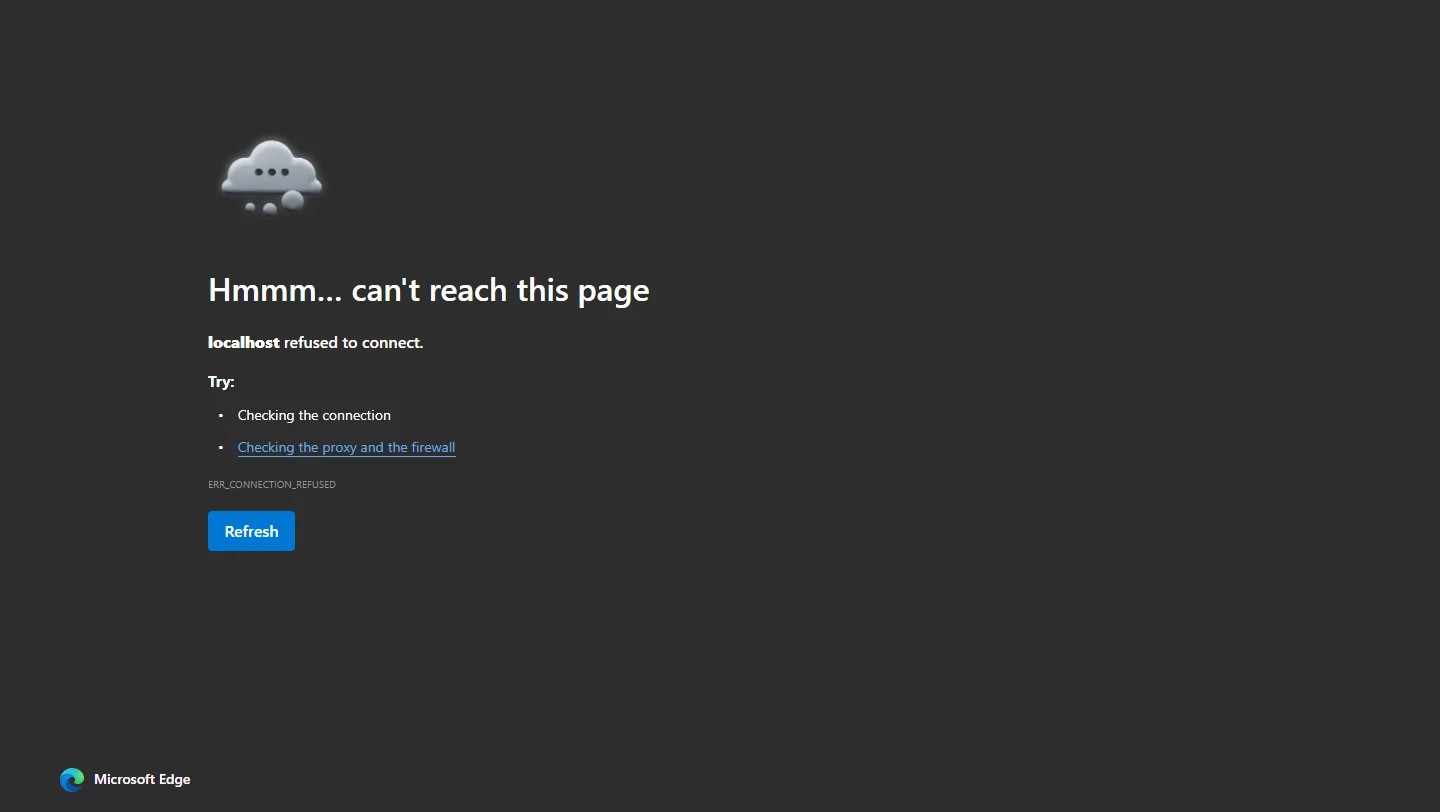 Hmmm... can't reach this page
localhost refused to connect.
Try:
• Checking the connection
• Checking the proxy and the firewall
ERR_CONNECTION_REFUSED
Refresh
Microsoft Edge